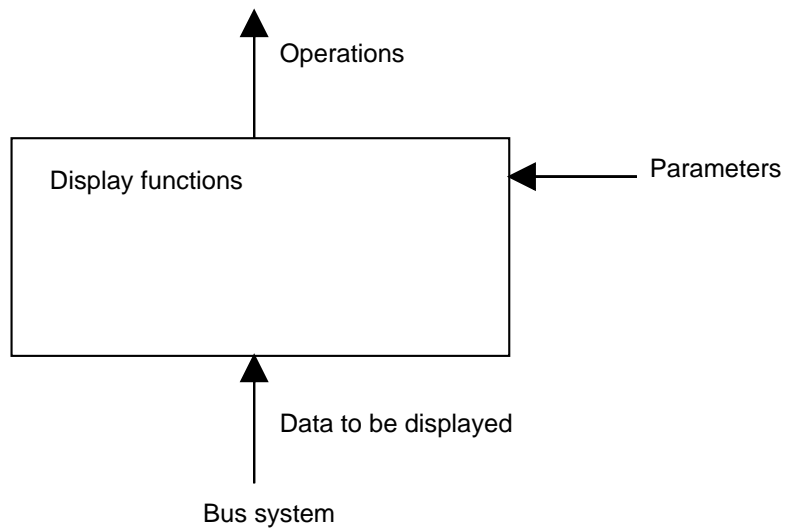 Operations
Parameters
Display functions
Data to be displayed
Bus system